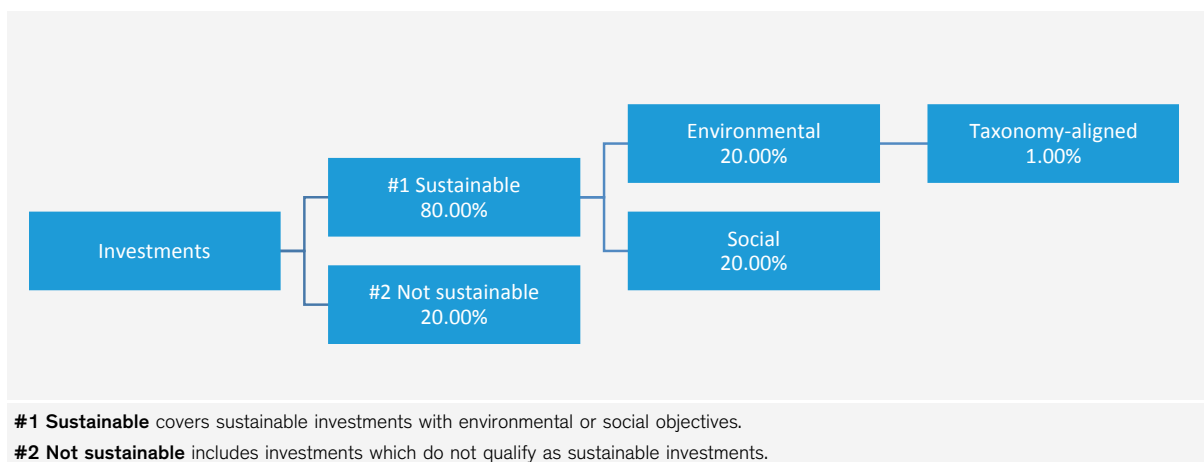 Investments
#1 Sustainable
80.00%
#2 Not sustainable
20.00%
Environmental
20.00%
Social
20.00%
Taxonomy-aligned
1.00%
#1 Sustainable covers sustainable investments with environmental or social objectives.
#2 Not sustainable includes investments which do not qualify as sustainable investments.